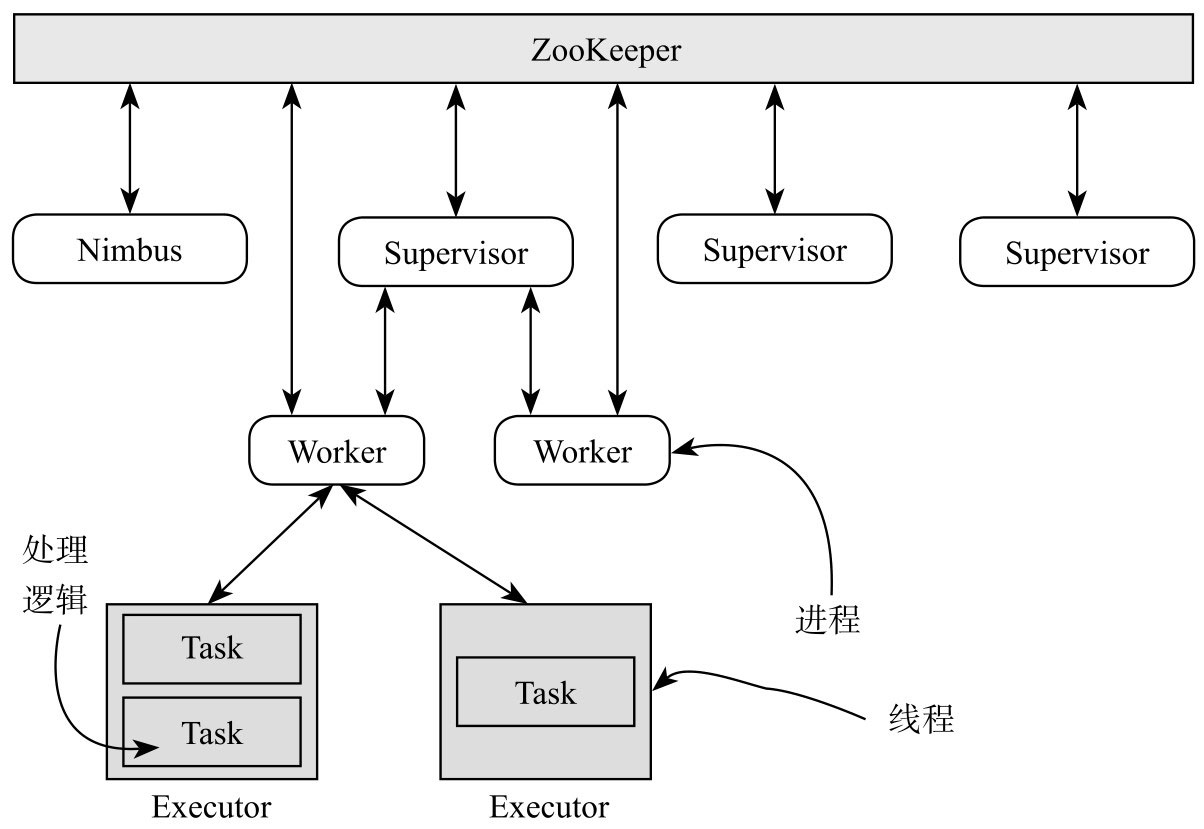 ZooKeeper
Nimbus
Supervisor
Supervisor
Supervisor
Worker
Worker
处理
逻辑
进程
Task
Task
Task
线程
Executor
Executor